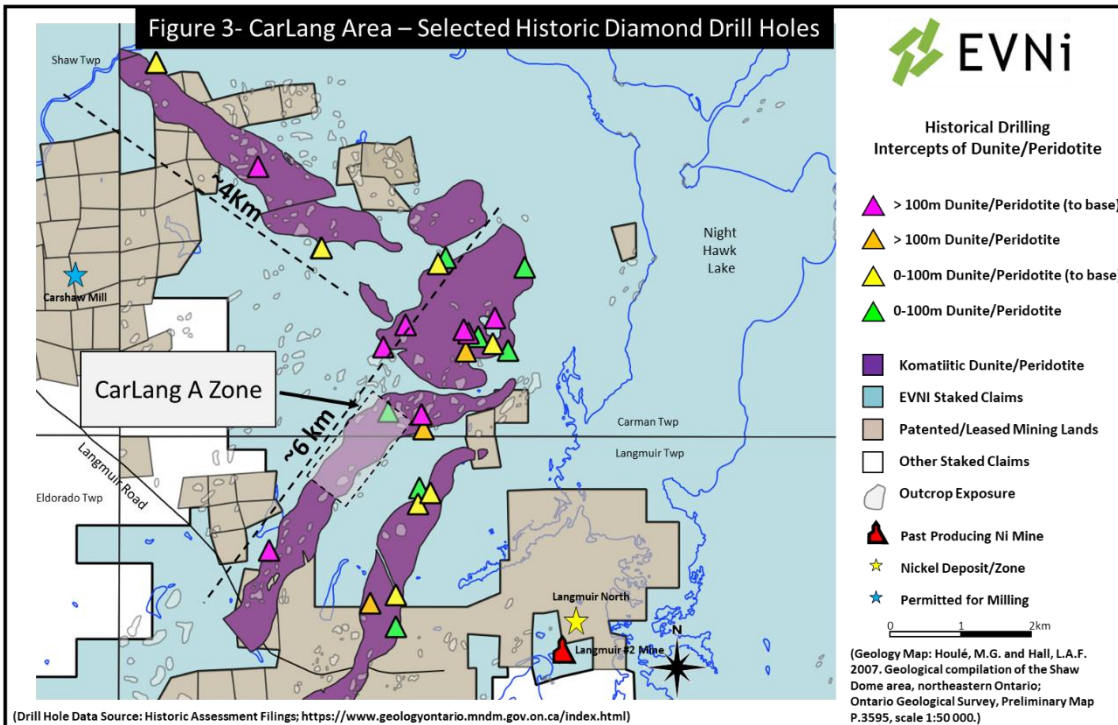 Figure 3- CarLang Area – Selected Historic Diamond Drill Holes
EVNi
Shaw Twp
~4Km
Night
Hawk
Lake
Carshaw Mill
CarLang A Zone
~6 km
Carman Twp
Langmuir Twp
Langmuir Road
Eldorado Twp
Langmuir North
Langmuir #2 Mine
N
Historical Drilling
Intercepts of Dunite/Peridotite
> 100m Dunite/Peridotite (to base)
> 100m Dunite/Peridotite
0-100m Dunite/Peridotite (to base)
0-100m Dunite/Peridotite
Komatiitic Dunite/Peridotite
EVNI Staked Claims
Patented/Leased Mining Lands
Other Staked Claims
Outcrop Exposure
Past Producing Ni Mine
Nickel Deposit/Zone
Permitted for Milling
0 1 2km
(Geology Map: Houlé, M.G. and Hall, L.A.F.
2007. Geological compilation of the Shaw
Dome area, northeastern Ontario;
Ontario Geological Survey, Preliminary Map
P.3595, scale 1:50 000.)
(Drill Hole Data Source: Historic Assessment Filings; https://www.geologyontario.mndm.gov.on.ca/index.html)